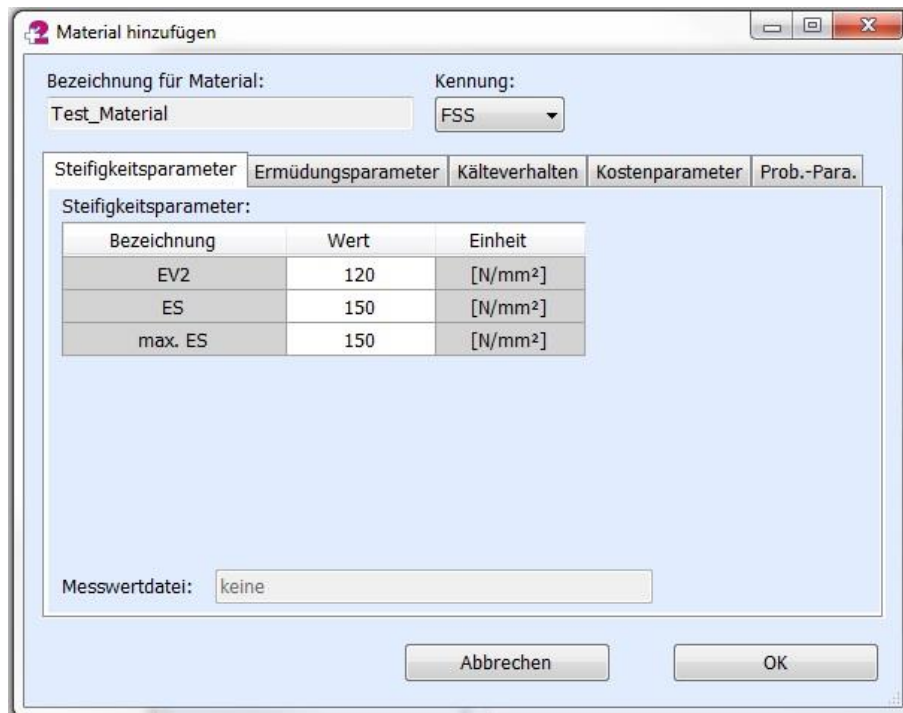 Material hinzufügen
Bezeichnung für Material: Kennung:
Test_Material FSS
Steifigkeitsparameter Ermüdungsparameter Kälteverhalten Kostenparameter Prob.-Para.
Steifigkeitsparameter:
Bezeichnung Wert Einheit
EV2 120 [N/mm²]
ES 150 [N/mm²]
max. ES 150 [N/mm²]
Messwertdatei: keine
Abbrechen OK